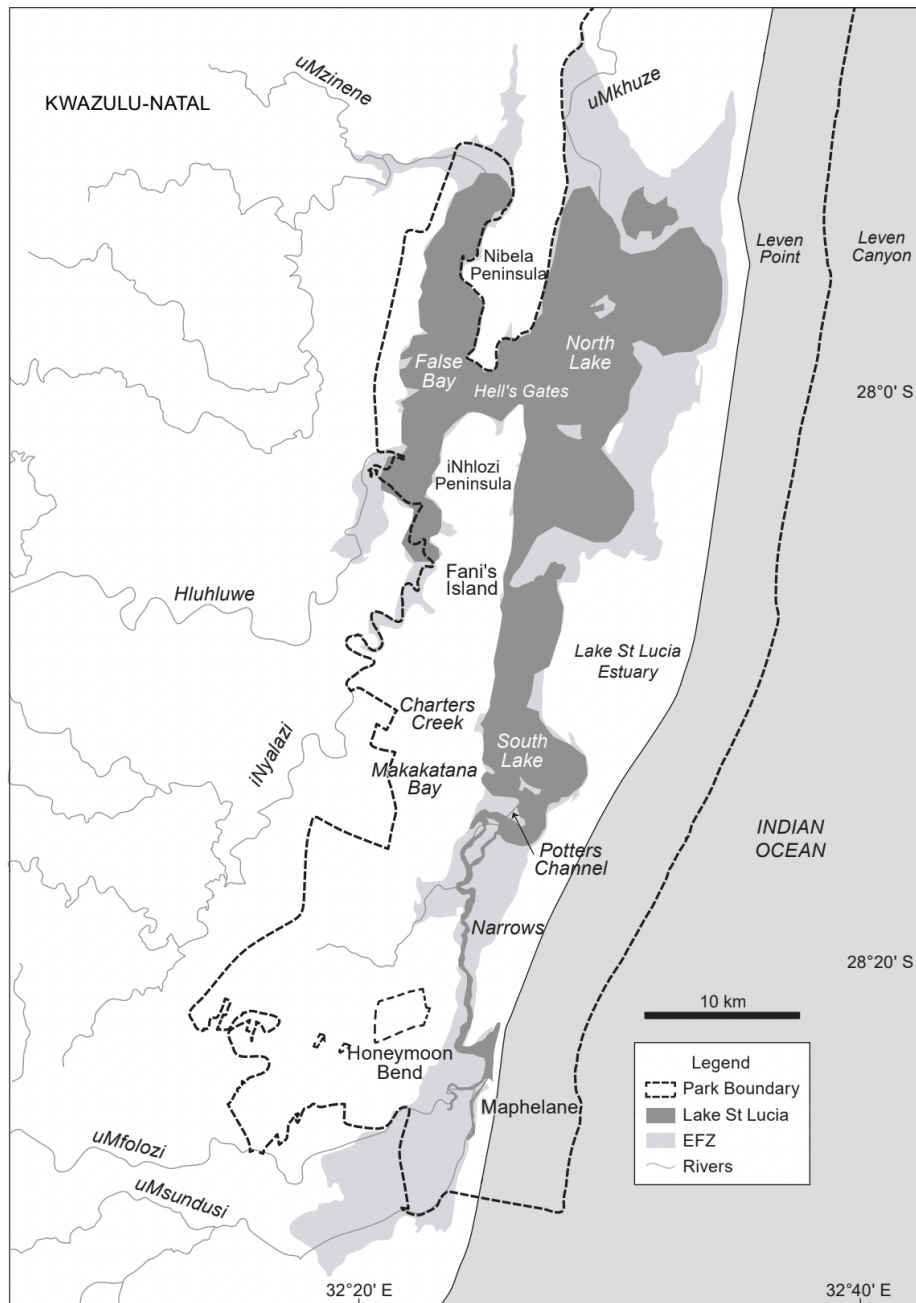 uMzinene
uMkhuze
KWAZULU-NATAL
Leven
Point
Leven
Canyon
Nibela
Peninsula
North
Lake
False
Bay
Hell's Gates
28°0' S
iNhlozi
Peninsula
Fani's
Island
Hluhluwe
Lake St Lucia
Estuary
Charters
Creek
South
Lake
iNyalazi
Makakatana
Bay
INDIAN
OCEAN
Potters
Channel
Narrows
28°20' S
10 km
Honeymoon
Bend
Legend
Park Boundary
Lake St Lucia
EFZ
Rivers
Maphelane
uMfolozi
uMsundusi
32°20' E
32°40' E